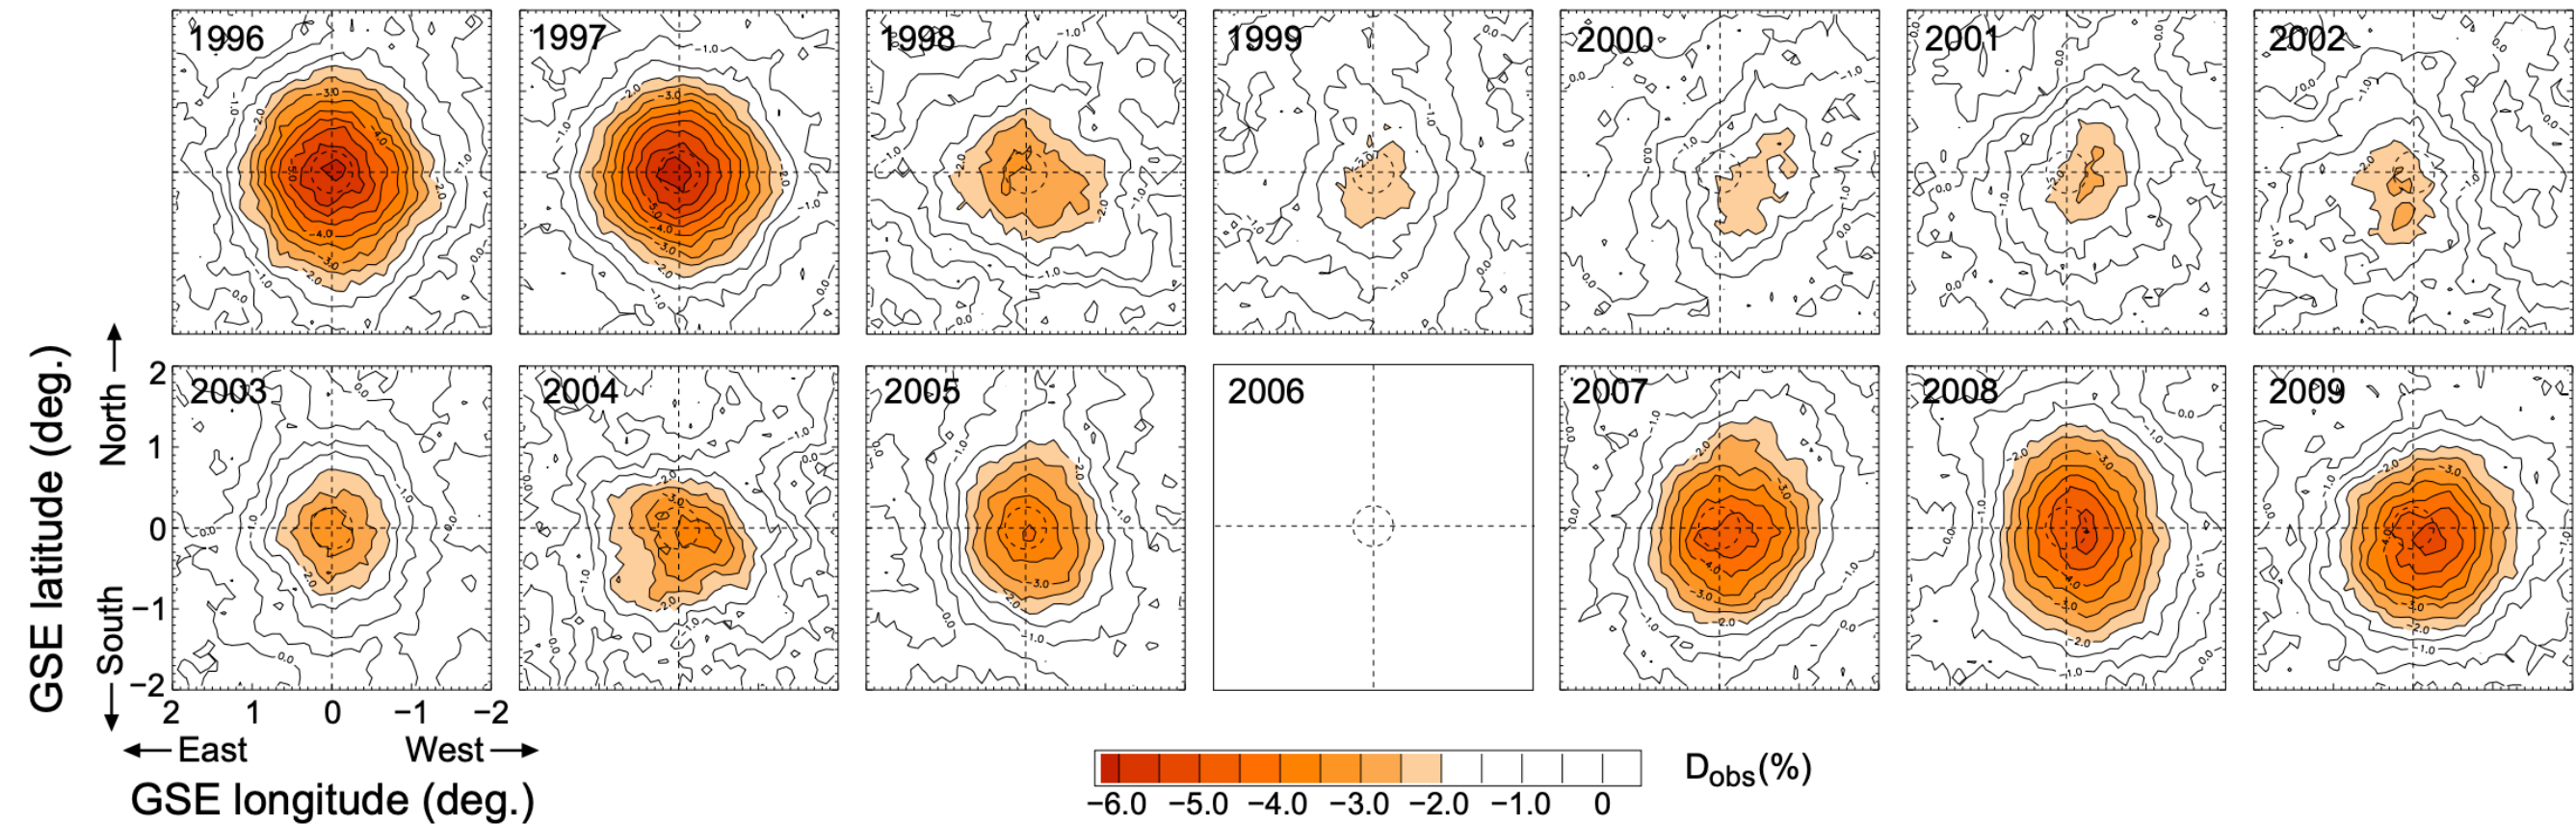 1996 1997 1998 1999 2000 2001 2002
2003 2004 2005 2006 2007 2008 2009
GSE latitude (deg.)
North
South
2
1
0
−1
−2
2 1 0 −1 −2
East West
GSE longitude (deg.)
Dobs(%)
−6.0 −5.0 −4.0 −3.0 −2.0 −1.0 0